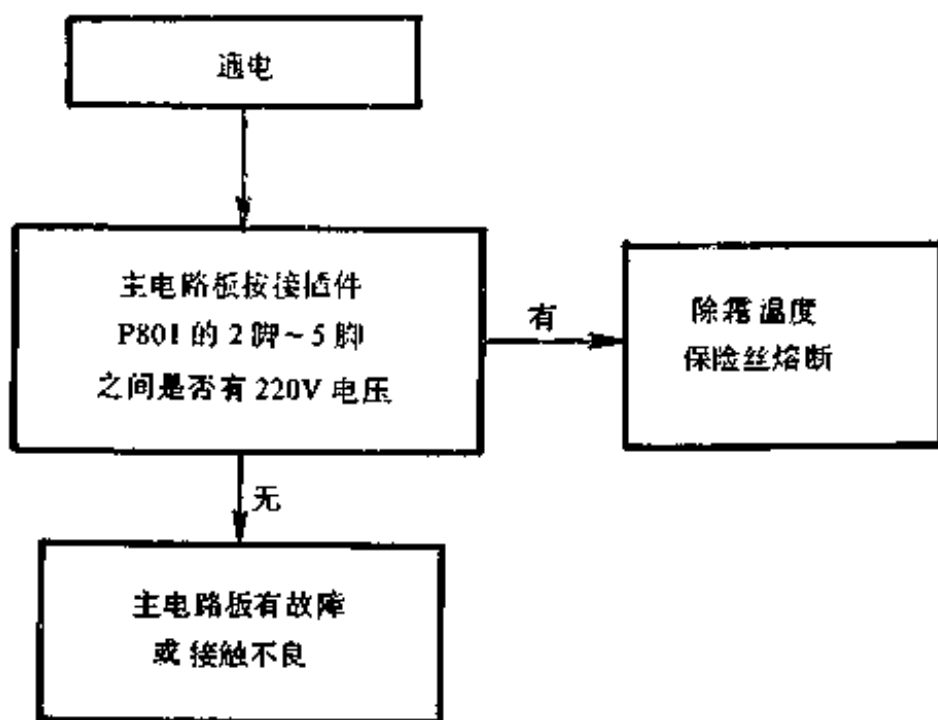 通电
主电路板按接插件
P801 的 2 脚~5 脚
之间是否有 220V 电压
有
除霜温度
保险丝熔断
无
主电路板有故障
或接触不良